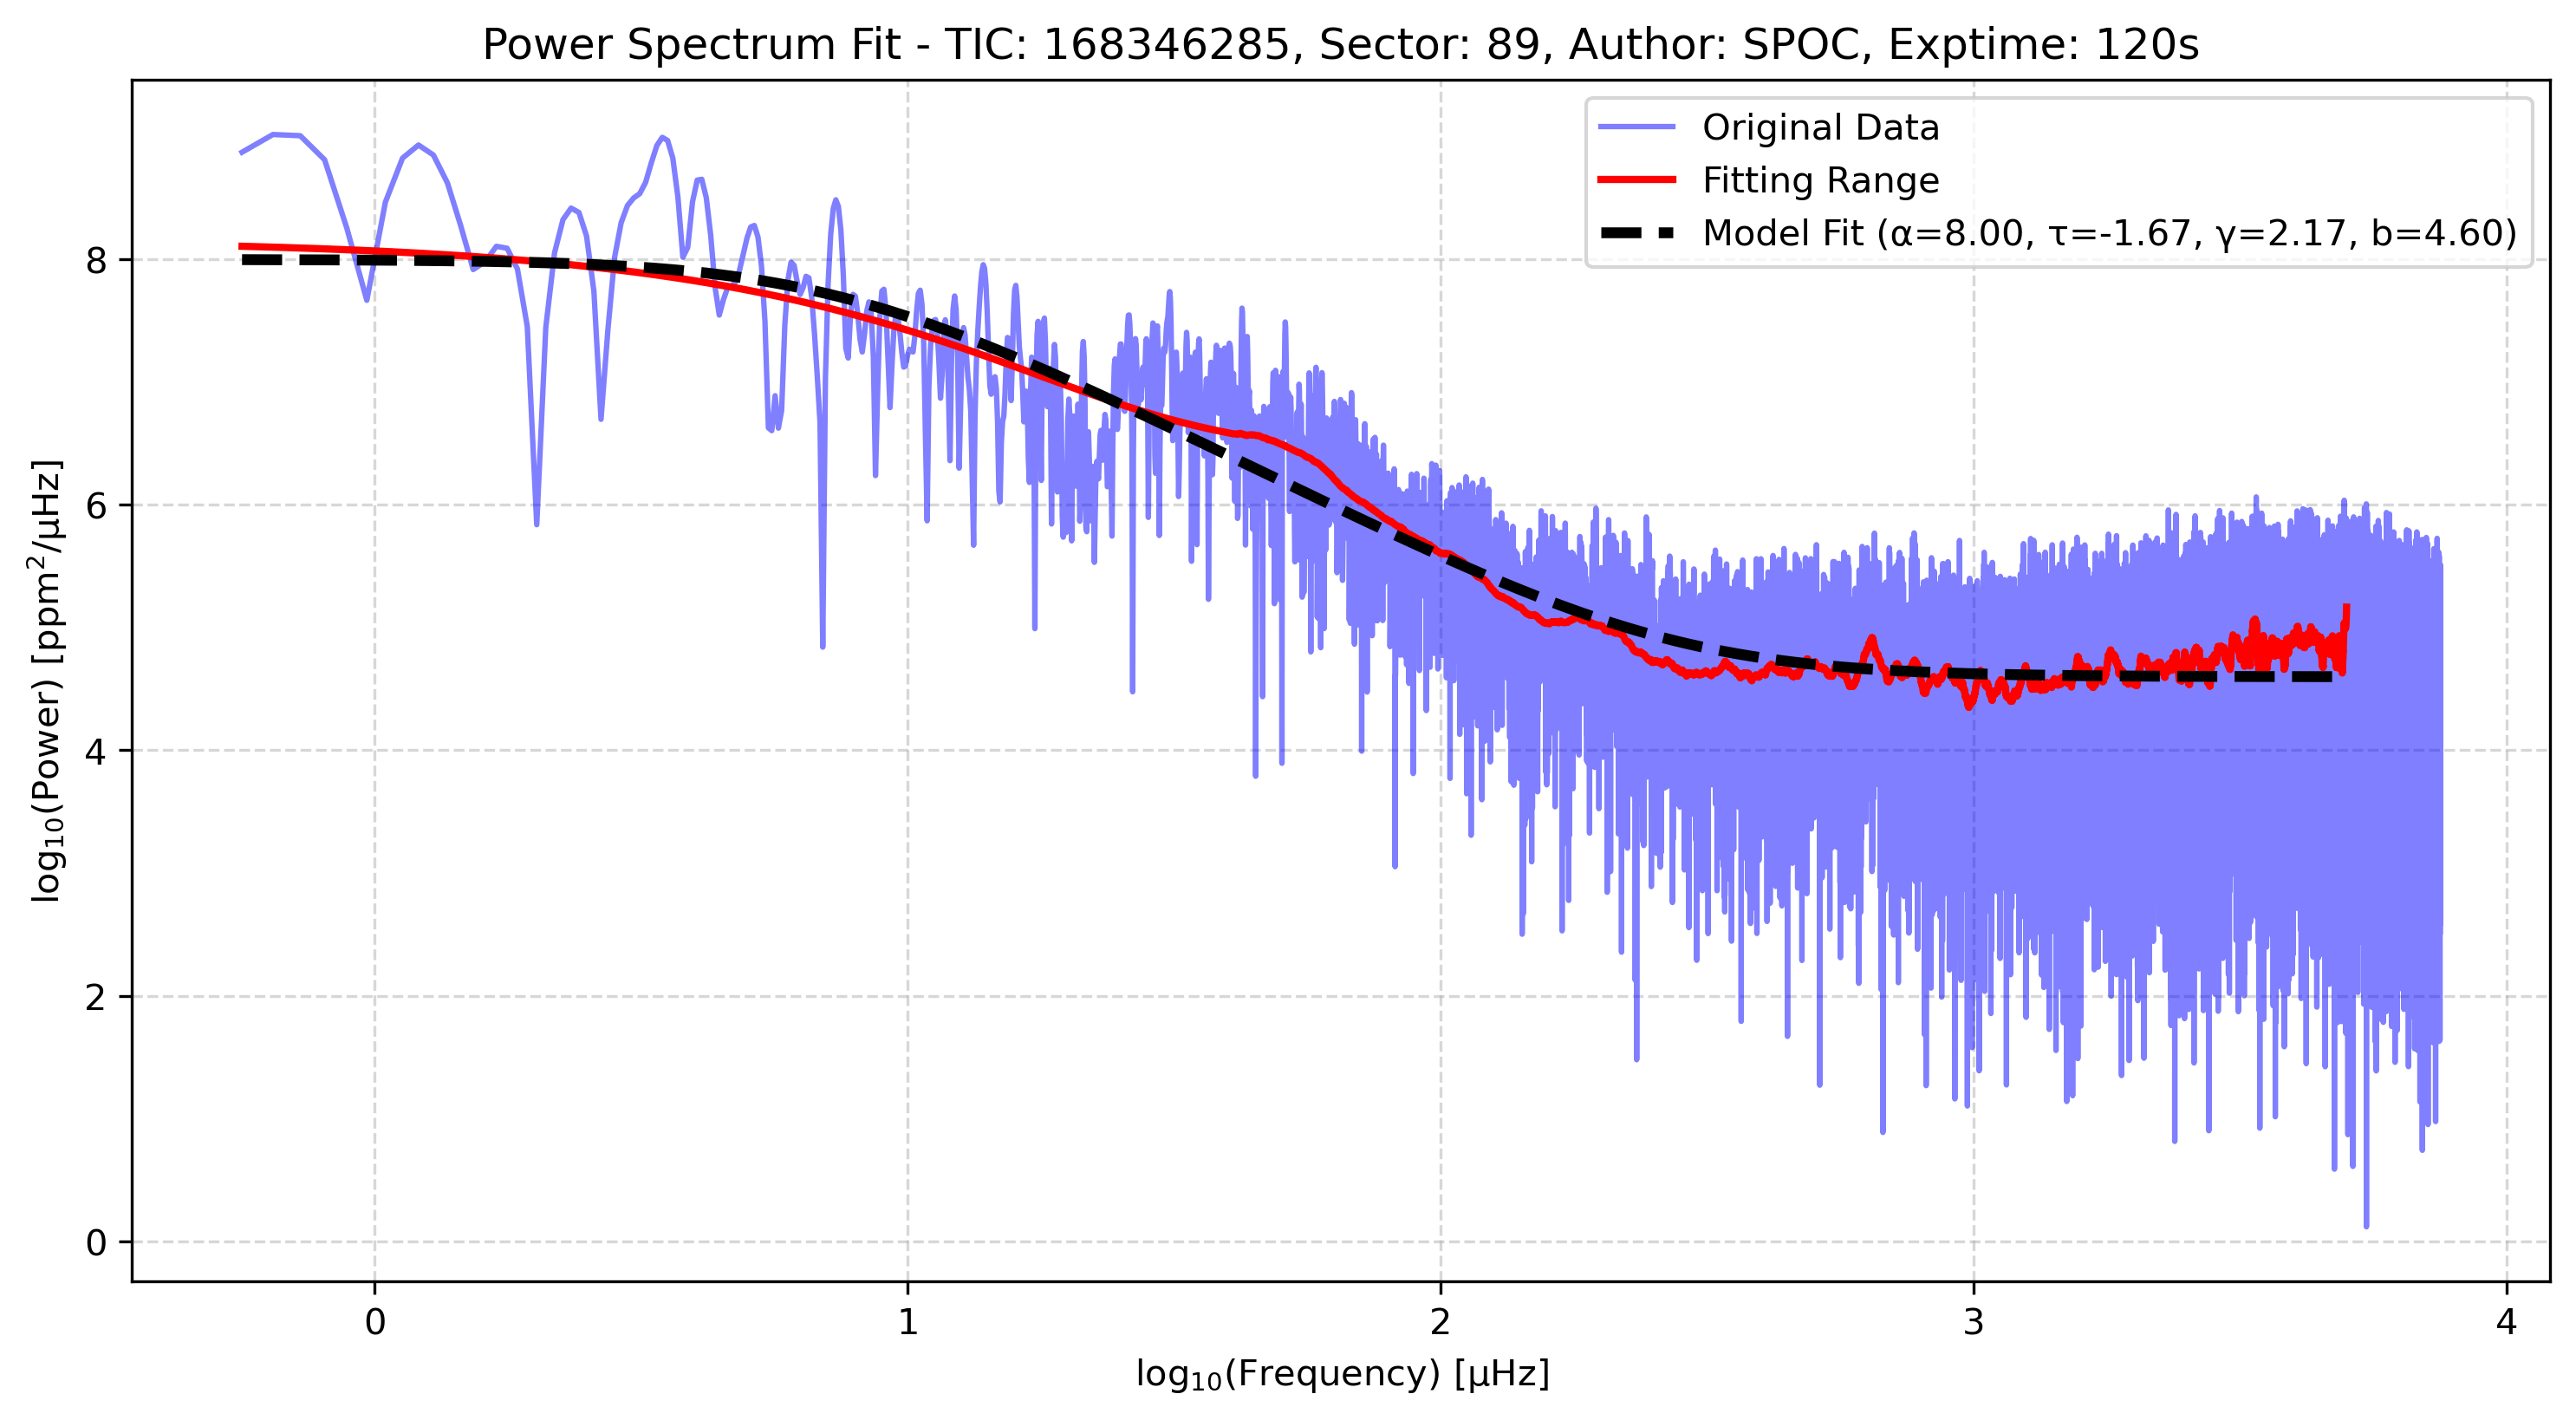 Power Spectrum Fit - TIC: 168346285, Sector: 89, Author: SPOC, Exptime: 120s
Original Data
Fitting Range
Model Fit (α=8.00, τ=-1.67, γ=2.17, b=4.60)
log₁₀(Power) [ppm²/μHz]
8
6
4
2
0
0 1 2 3 4
log₁₀(Frequency) [μHz]